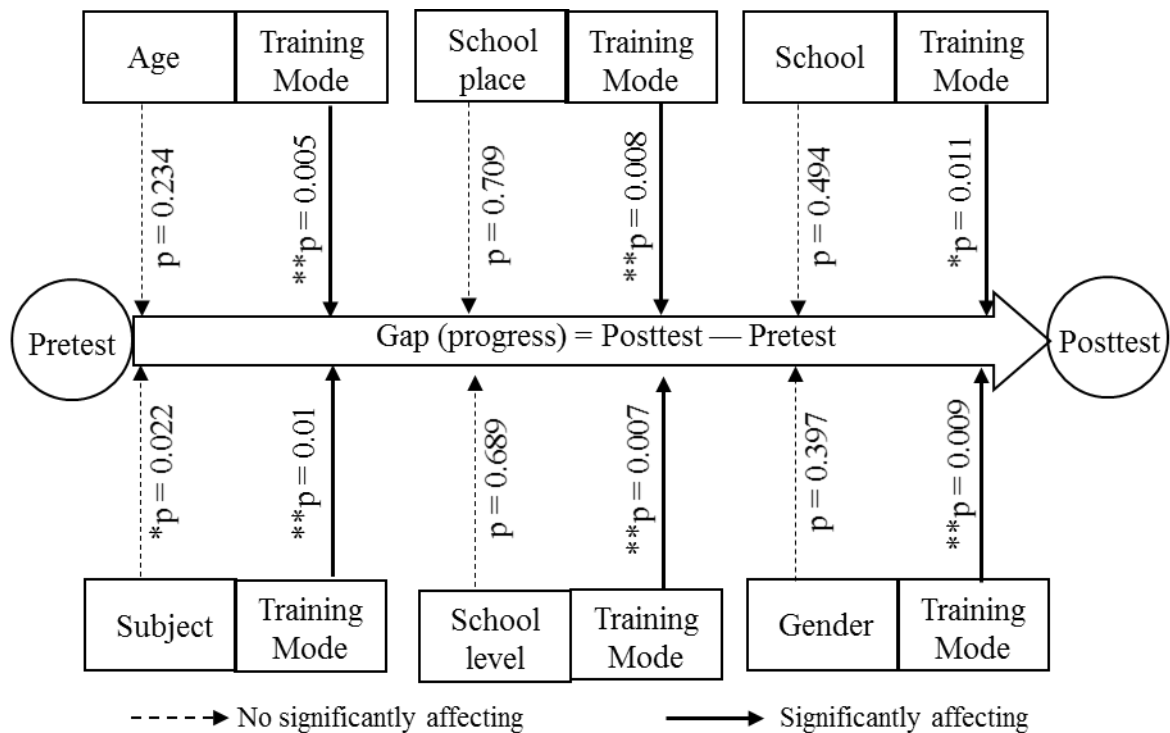 Age
Training
Mode
School
place
Training
Mode
School
Training
Mode
p = 0.234
**p = 0.005
p = 0.709
**p = 0.008
p = 0.494
*p = 0.011
Pretest
Gap (progress) = Posttest — Pretest
Posttest
*p = 0.022
**p = 0.01
p = 0.689
**p = 0.007
p = 0.397
**p = 0.009
Subject
Training
Mode
School
level
Training
Mode
Gender
Training
Mode
No significantly affecting
Significantly affecting